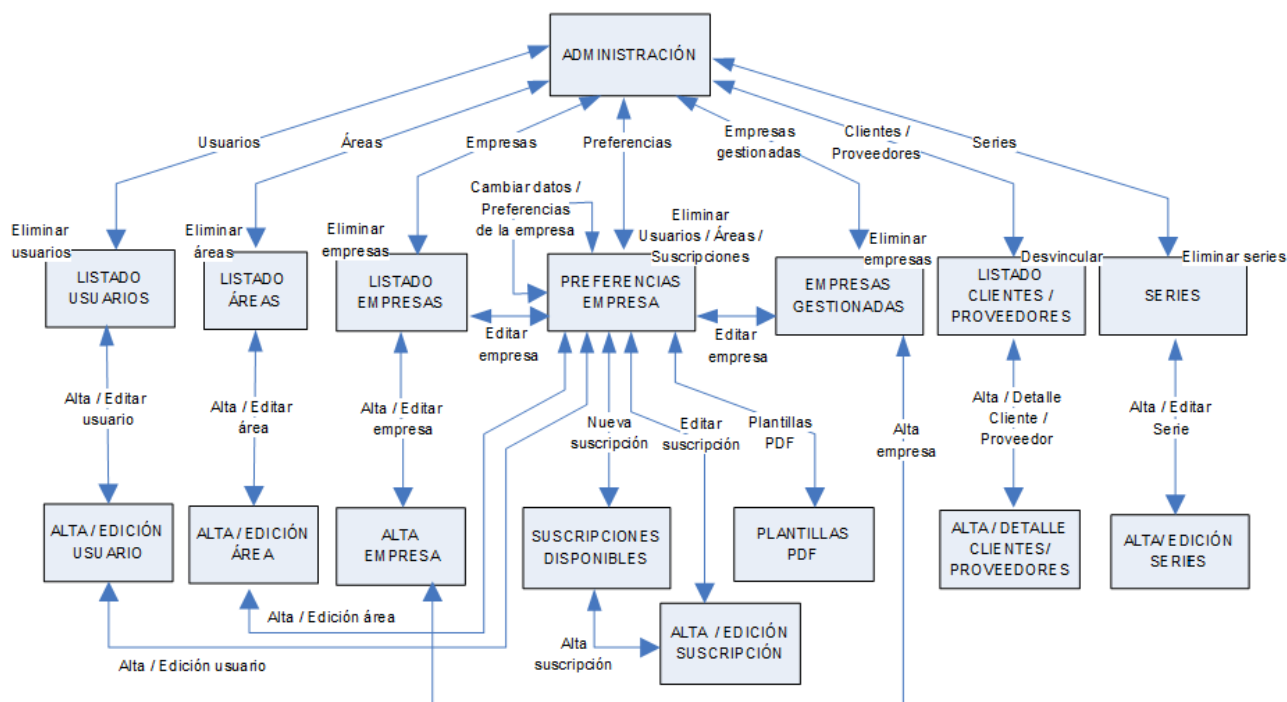 ADMINISTRACIÓN
Usuarios
Áreas
Empresas
Preferencias
Empresas
gestionadas
Clientes /
Proveedores
Series
Cambiar datos /
Preferencias
de la empresa
Eliminar
usuarios
Eliminar
áreas
Eliminar
empresas
Eliminar
Usuarios / Áreas /
Suscripciones
Eliminar
empresas
Desvincular
Eliminar series
LISTADO
USUARIOS
LISTADO
ÁREAS
LISTADO
EMPRESAS
PREFERENCIAS
EMPRESA
EMPRESAS
GESTIONADAS
LISTADO
CLIENTES /
PROVEEDORES
SERIES
Editar
empresa
Editar
empresa
Alta / Editar
usuario
Alta / Editar
área
Alta / Editar
empresa
Nueva
suscripción
Editar
suscripción
Plantillas
PDF
Alta
empresa
Alta / Detalle
Cliente /
Proveedor
Alta / Editar
Serie
ALTA / EDICIÓN
USUARIO
ALTA / EDICIÓN
ÁREA
ALTA
EMPRESA
SUSCRIPCIONES
DISPONIBLES
PLANTILLAS
PDF
ALTA / DETALLE
CLIENTES/
PROVEEDORES
ALTA/ EDICIÓN
SERIES
Alta / Edición área
Alta / Edición usuario
Alta
suscripción
ALTA / EDICIÓN
SUSCRIPCIÓN